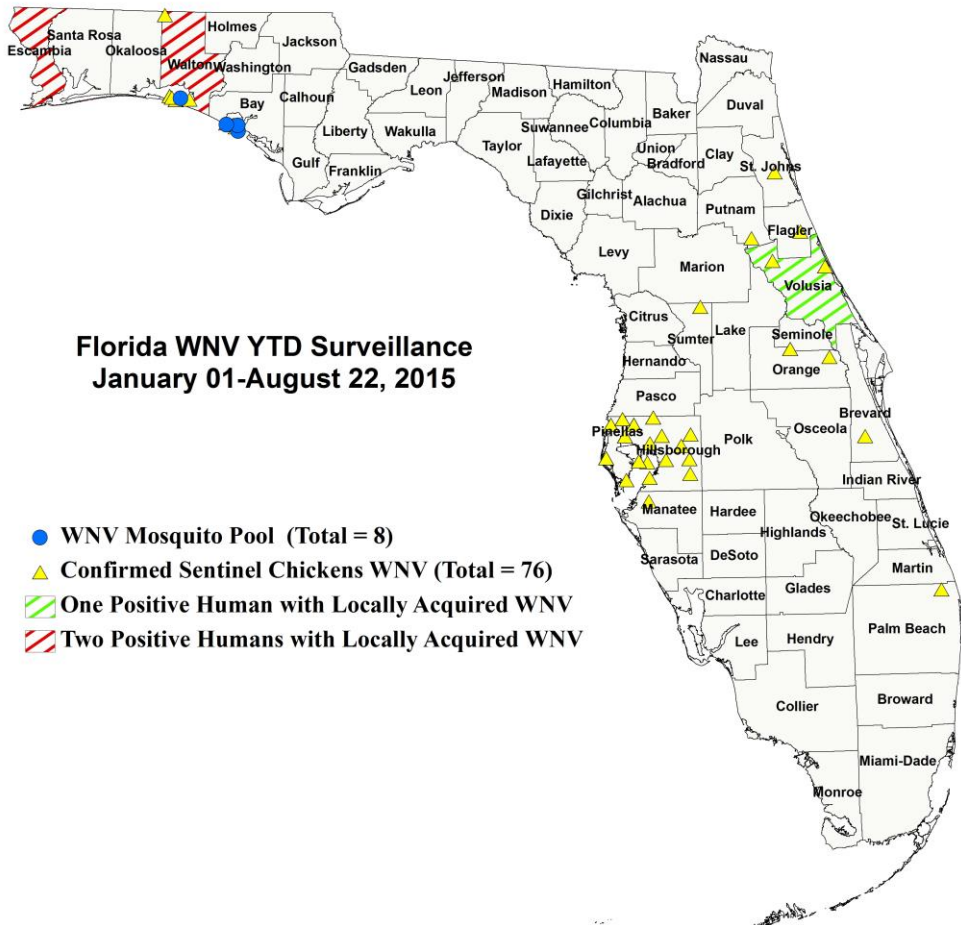 Holmes
Santa Rosa
Jackson
Escambia
Okaloosa
Walton
Washington
Gadsden
Nassau
Jefferson
Hamilton
Leon
Madison
Bay
Calhoun
Baker
Duval
Liberty
Wakulla
Suwannee
Columbia
Taylor
Union
Clay
Bradford
Lafayette
St. Johns
Gulf
Franklin
Gilchrist
Alachua
Putnam
Dixie
Flagler
Levy
Marion
Volusia
Citrus
Lake
Seminole
Sumter
Florida WNV YTD Surveillance
January 01-August 22, 2015
Hernando
Orange
Pasco
Brevard
Pinellas
Osceola
Polk
Hillsborough
Indian River
Manatee
Hardee
Okeechobee
St. Lucie
Highlands
Sarasota
DeSoto
Martin
Charlotte
Glades
WNV Mosquito Pool (Total = 8)
Confirmed Sentinel Chickens WNV (Total = 76)
One Positive Human with Locally Acquired WNV
Two Positive Humans with Locally Acquired WNV
Palm Beach
Lee
Hendry
Broward
Collier
Miami-Dade
Monroe